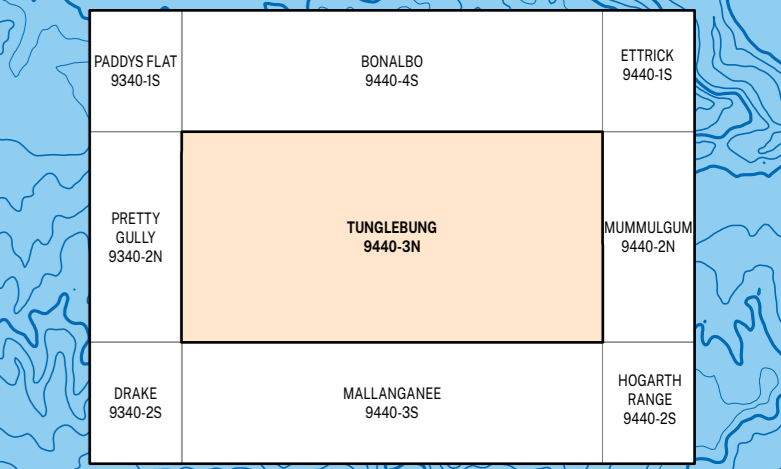 PADDYS FLAT
9340-1S
BONALBO
9440-4S
ETTRICK
9440-1S
PRETTY
GULLY
9340-2N
TUNGLEBUNG
9440-3N
MUMMULGUM
9440-2N
DRAKE
9340-2S
MALLANGANEE
9440-3S
HOGARTH
RANGE
9440-2S